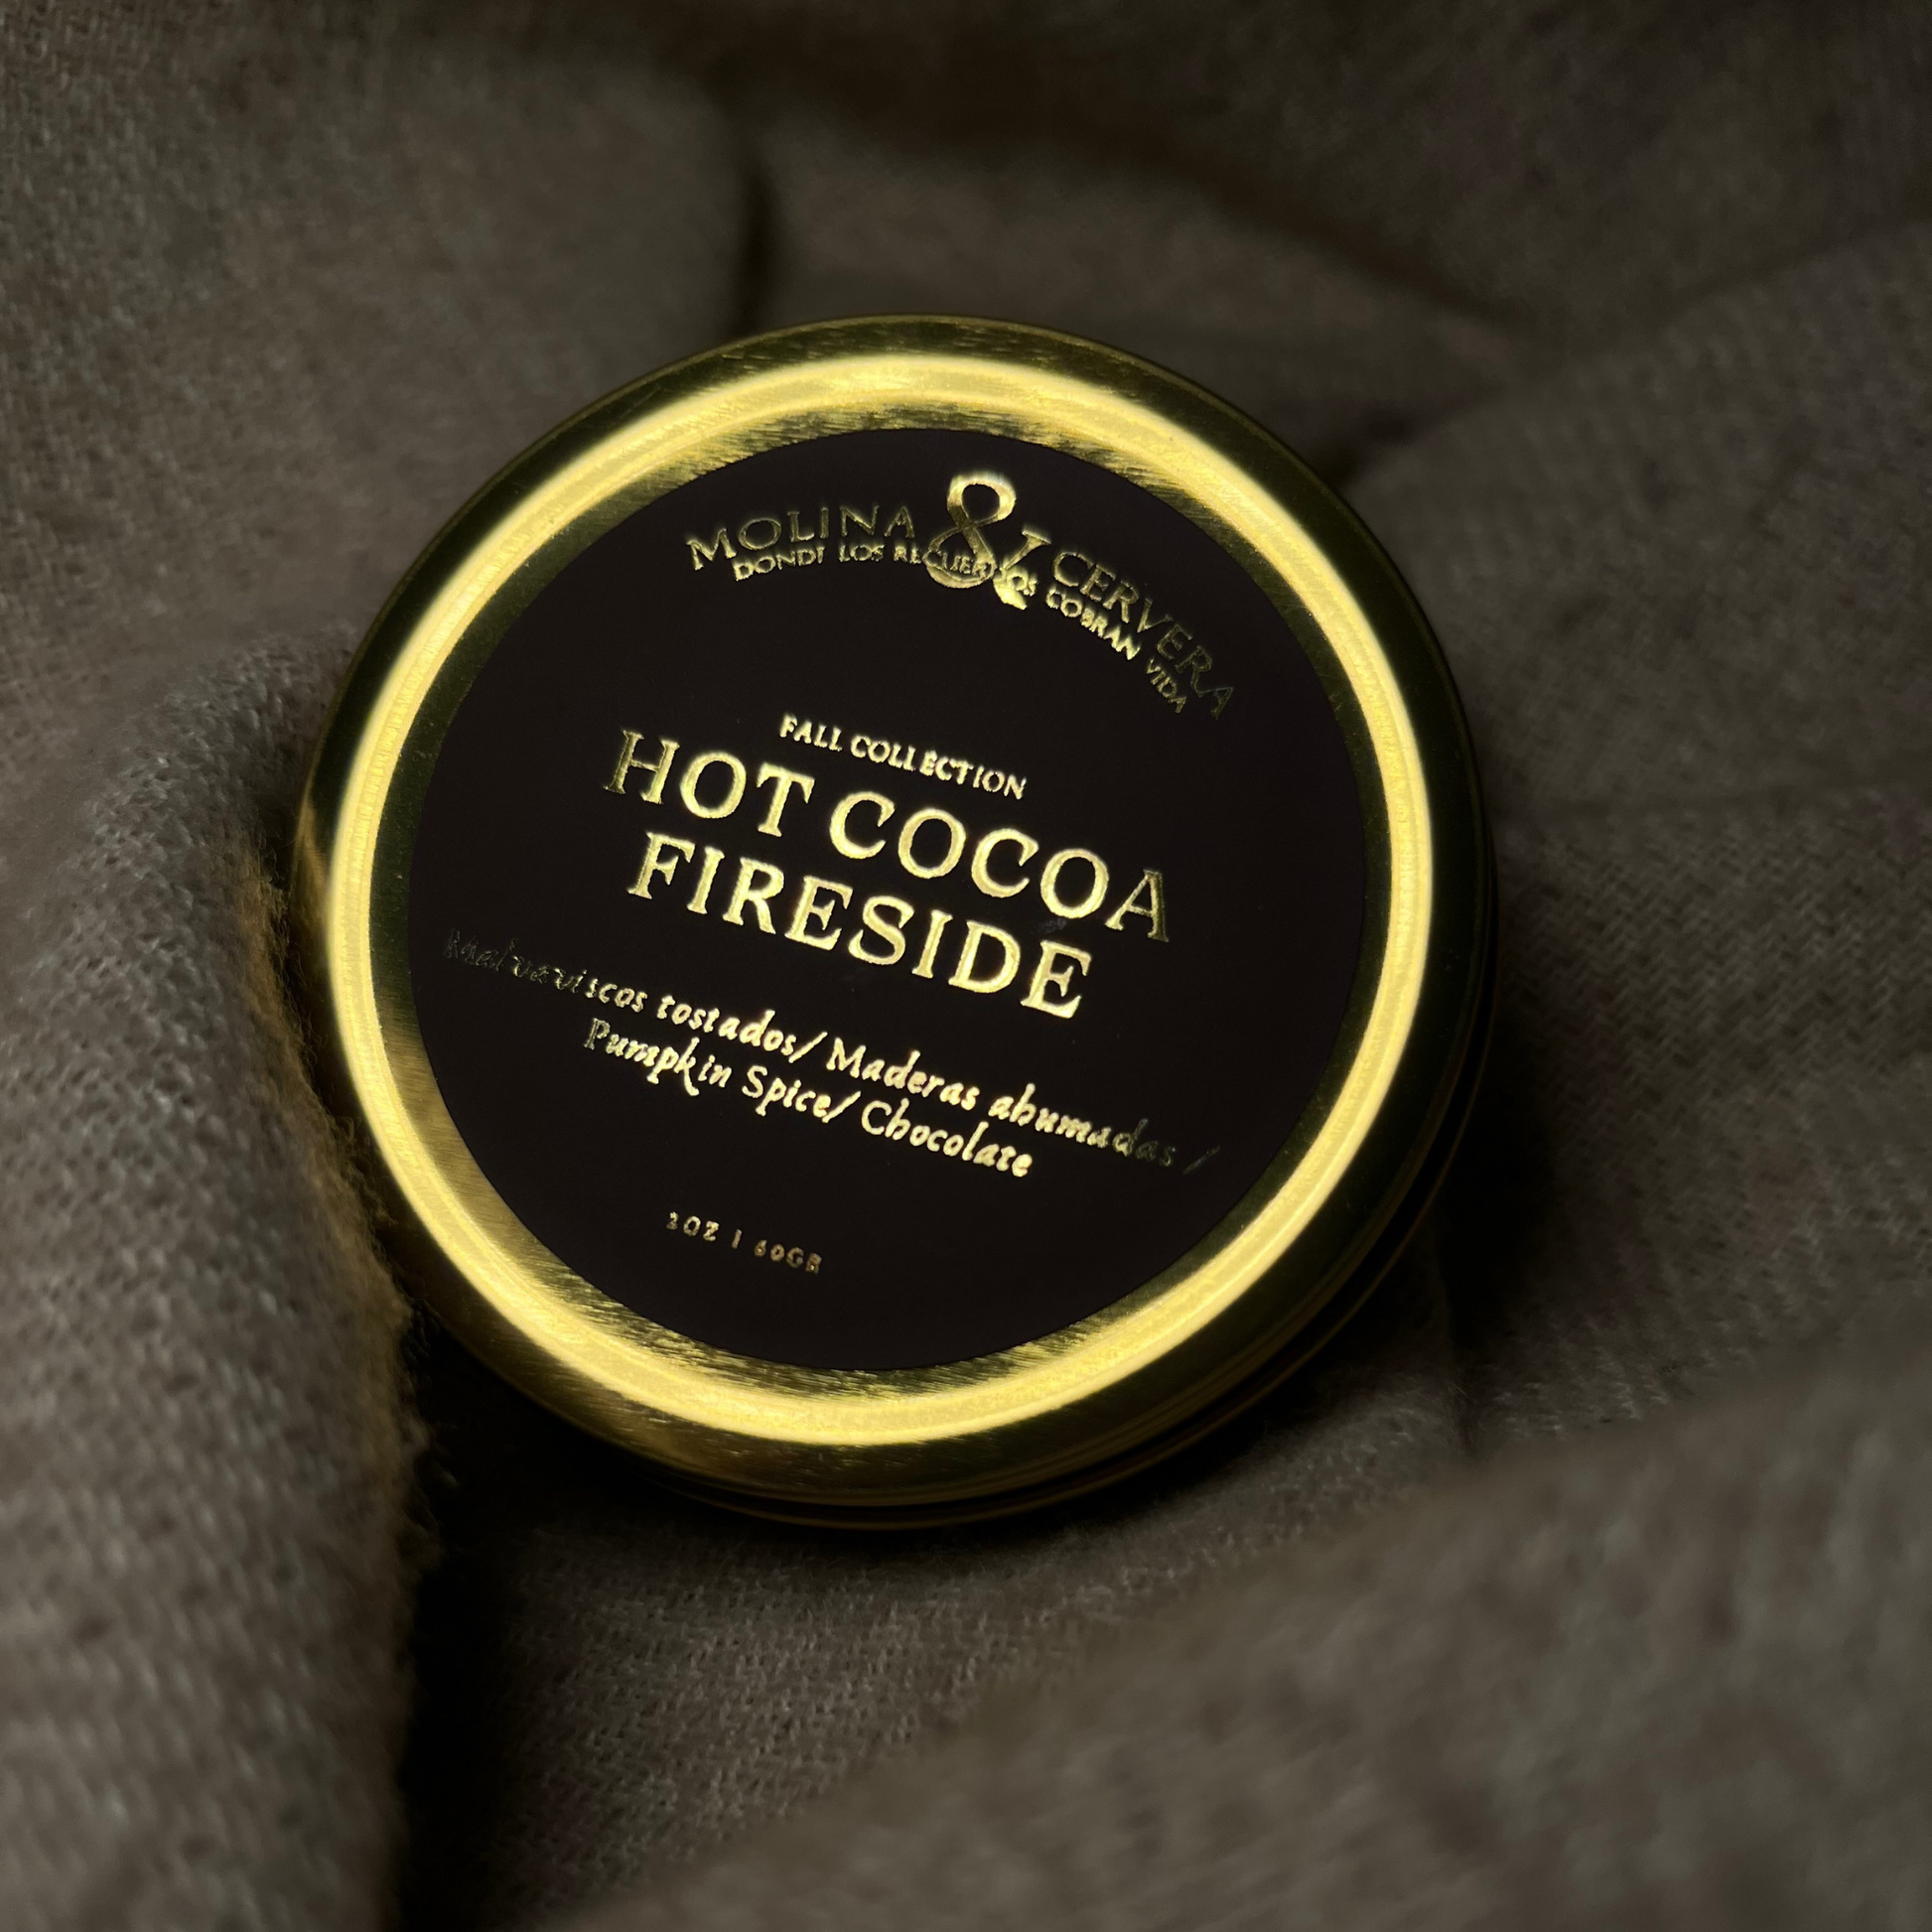 MOLINA & CERVERA
DONDE LOS RECUERDOS COBRAN VIDA
FALL COLLECTION
HOT COCOA
FIRESIDE
Malvaviscos tostados/ Maderas ahumadas /
Pumpkin Spice/ Chocolate
2OZ | 60GR